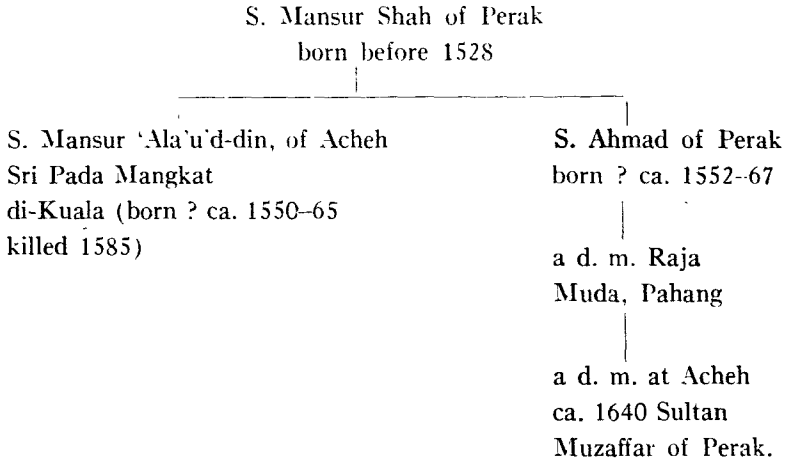 S. Mansur Shah of Perak
born before 1528
S. Mansur ‘Ala'u'd-din, of Acheh
Sri Pada Mangkat
di-Kuala (born ? ca. 1550--65
killed 1585)
S. Ahmad of Perak
born ? ca. 1552--67
a d. m. Raja
Muda, Pahang
a d. m. at Acheh
ca. 1640 Sultan
Muzaffar of Perak.